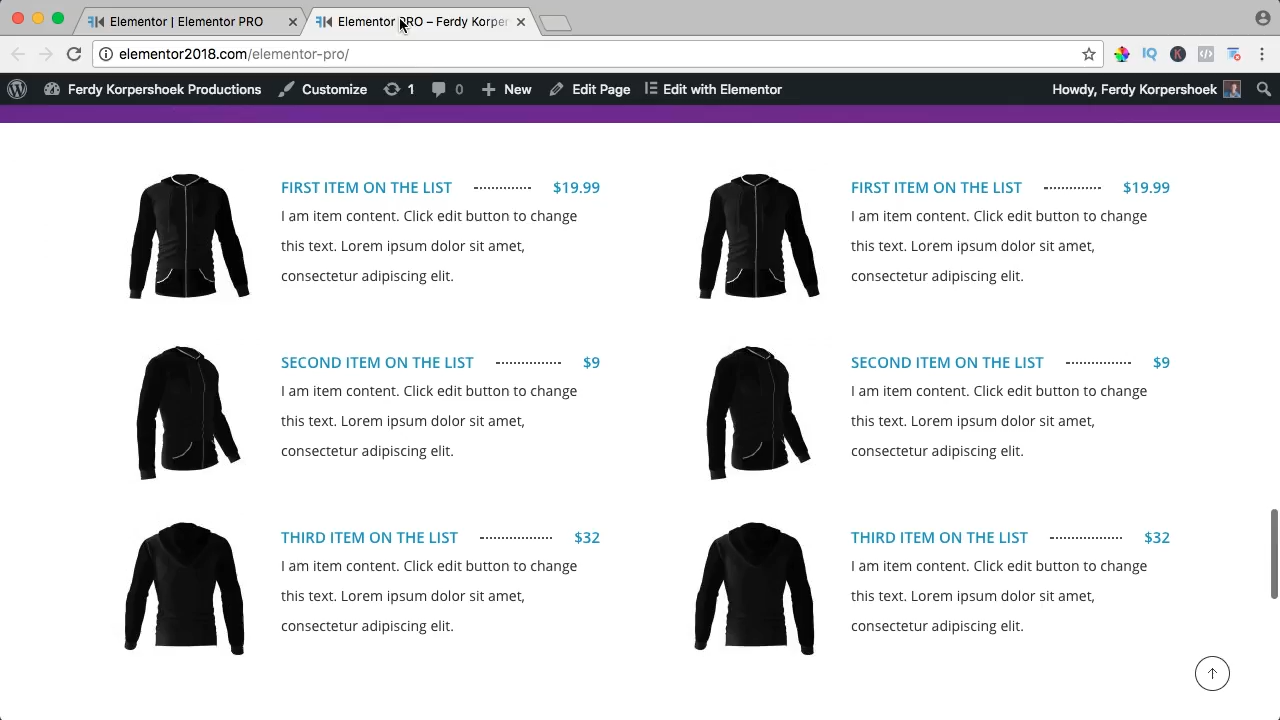 Elementor | Elementor PRO
Elementor PRO – Ferdy Korper
elementor2018.com/elementor-pro/
Ferdy Korpershoek Productions Customize 1 0 New Edit Page Edit with Elementor Howdy, Ferdy Korpershoek
FIRST ITEM ON THE LIST $19.99
I am item content. Click edit button to change
this text. Lorem ipsum dolor sit amet,
consectetur adipiscing elit.
SECOND ITEM ON THE LIST $9
I am item content. Click edit button to change
this text. Lorem ipsum dolor sit amet,
consectetur adipiscing elit.
THIRD ITEM ON THE LIST $32
I am item content. Click edit button to change
this text. Lorem ipsum dolor sit amet,
consectetur adipiscing elit.
FIRST ITEM ON THE LIST $19.99
I am item content. Click edit button to change
this text. Lorem ipsum dolor sit amet,
consectetur adipiscing elit.
SECOND ITEM ON THE LIST $9
I am item content. Click edit button to change
this text. Lorem ipsum dolor sit amet,
consectetur adipiscing elit.
THIRD ITEM ON THE LIST $32
I am item content. Click edit button to change
this text. Lorem ipsum dolor sit amet,
consectetur adipiscing elit.